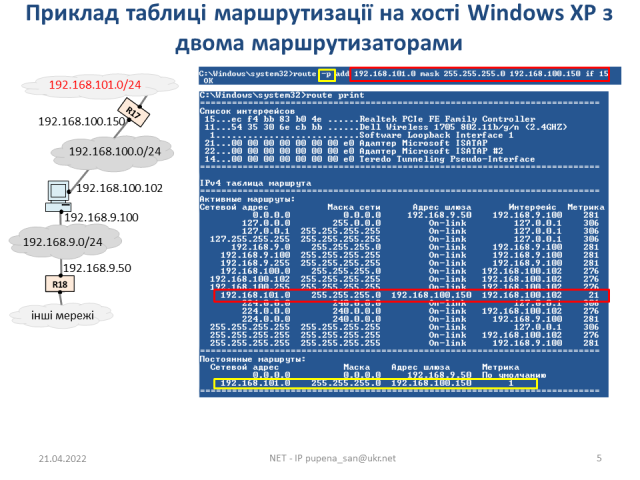 Приклад таблиці маршрутизації на хості Windows XP з
двома маршрутизаторами
192.168.101.0/24
R17
192.168.100.150
192.168.100.0/24
192.168.100.102
192.168.9.100
192.168.9.0/24
192.168.9.50
R18
інші мережі
C:\Windows\system32>route -p add 192.168.101.0 mask 255.255.255.0 192.168.100.150 if 15
OK
C:\Windows\system32>route print
Список интерфейсов
15...ec f4 bb 83 b0 4e ......Realtek PCIe FE Family Controller
11...54 35 30 6e cb bb ......Dell Wireless 1705 802.11b/g/n (2.4GHZ)
1...........................Software Loopback Interface 1
21...00 00 00 00 00 00 00 e0 Адаптер Microsoft ISATAP
22...00 00 00 00 00 00 00 e0 Адаптер Microsoft ISATAP #2
14...00 00 00 00 00 00 00 e0 Teredo Tunneling Pseudo-Interface
IPv4 таблица маршрута
Активные маршруты:
Сетевой адрес Маска сети Адрес шлюза Интерфейс Метрика
0.0.0.0 0.0.0.0 192.168.9.50 192.168.9.100 281
127.0.0.0 255.0.0.0 On-link 127.0.0.1 306
127.0.0.1 255.255.255.255 On-link 127.0.0.1 306
127.255.255.255 255.255.255.255 On-link 127.0.0.1 306
192.168.9.0 255.255.255.0 On-link 192.168.9.100 281
192.168.9.100 255.255.255.255 On-link 192.168.9.100 281
192.168.9.255 255.255.255.255 On-link 192.168.9.100 281
192.168.100.0 255.255.255.0 On-link 192.168.100.102 276
192.168.100.102 255.255.255.255 On-link 192.168.100.102 276
192.168.100.255 255.255.255.255 On-link 192.168.100.102 276
192.168.101.0 255.255.255.0 192.168.100.150 192.168.100.102 21
224.0.0.0 240.0.0.0 On-link 127.0.0.1 306
224.0.0.0 240.0.0.0 On-link 192.168.100.102 276
224.0.0.0 240.0.0.0 On-link 192.168.9.100 281
255.255.255.255 255.255.255.255 On-link 127.0.0.1 306
255.255.255.255 255.255.255.255 On-link 192.168.100.102 276
255.255.255.255 255.255.255.255 On-link 192.168.9.100 281
Постоянные маршруты:
Сетевой адрес Маска Адрес шлюза Метрика
0.0.0.0 0.0.0.0 192.168.9.50 По умолчанию
192.168.101.0 255.255.255.0 192.168.100.150 1
21.04.2022
NET - IP pupena_san@ukr.net
5